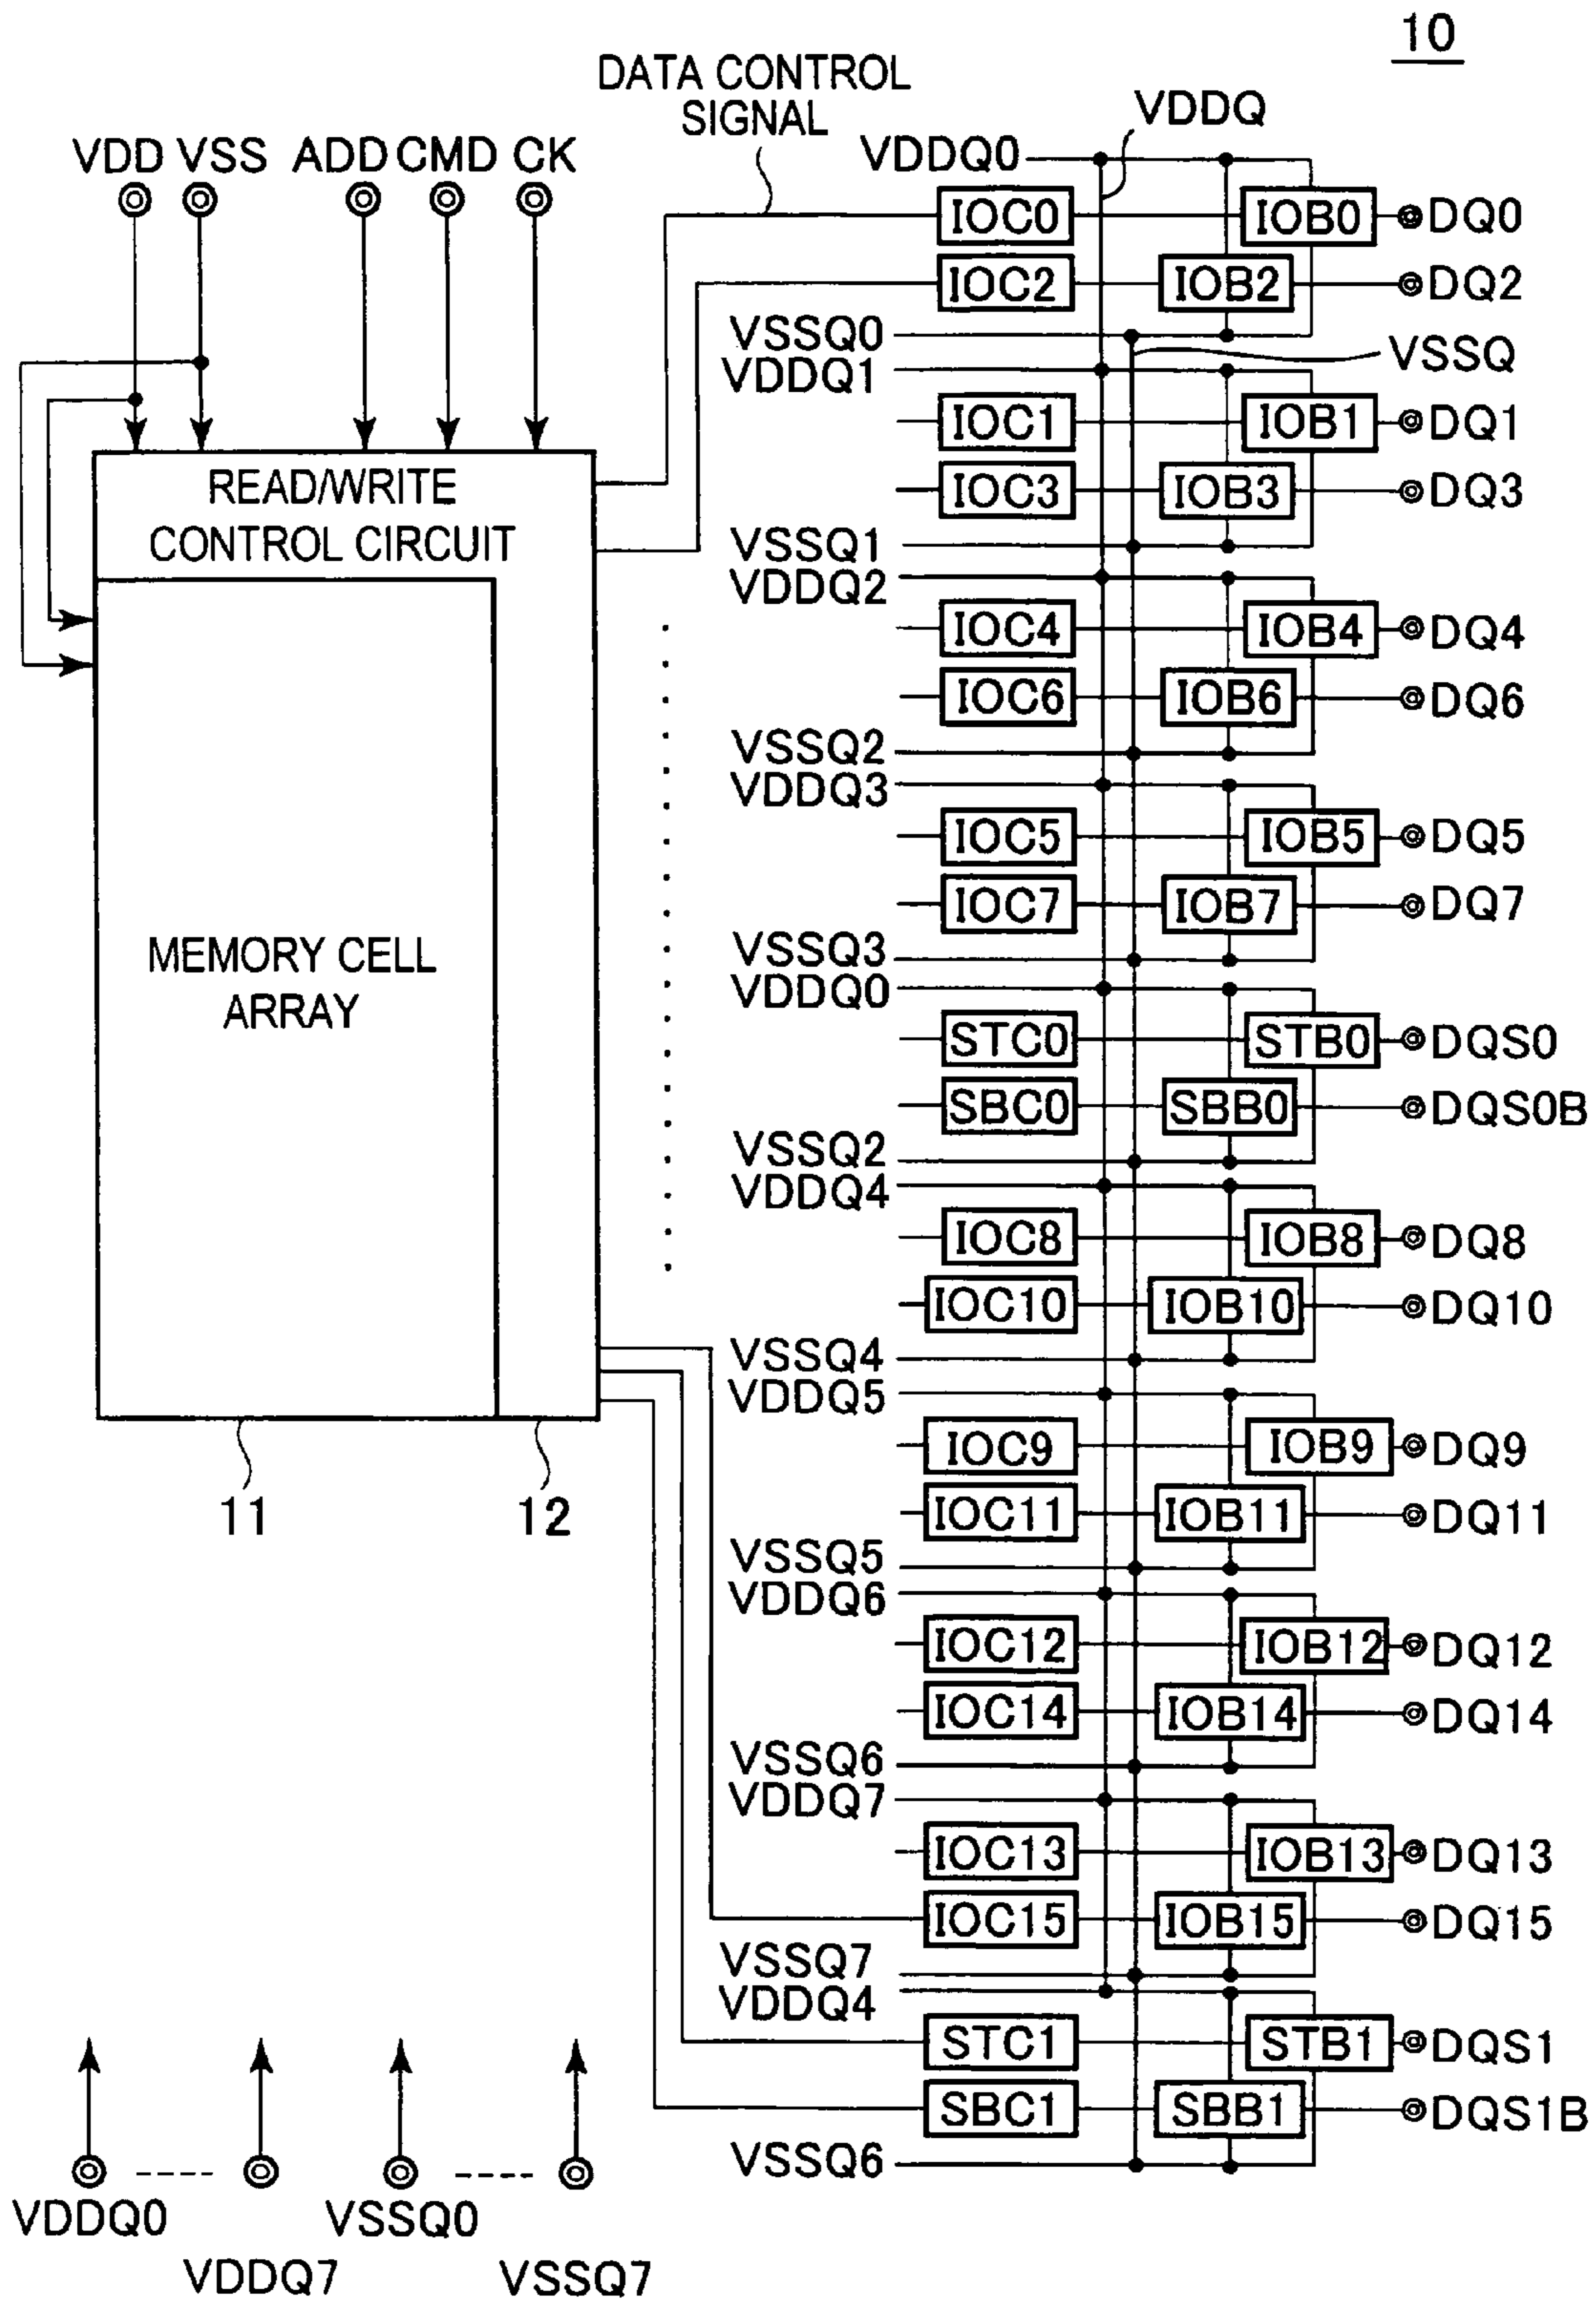 10
DATA CONTROL
SIGNAL
VDDQ
VDD VSS ADD CMD CK
VDDQ0
IOC0 IOB0 DQ0
IOC2 IOB2 DQ2
VSSQ0
VSSQ
VDDQ1
IOC1 IOB1 DQ1
READ/WRITE
CONTROL CIRCUIT
IOC3 IOB3 DQ3
VSSQ1
VDDQ2
IOC4 IOB4 DQ4
IOC6 IOB6 DQ6
VSSQ2
VDDQ3
IOC5 IOB5 DQ5
IOC7 IOB7 DQ7
MEMORY CELL
ARRAY
VSSQ3
VDDQ0
STC0 STB0 DQS0
SBC0 SBB0 DQS0B
VSSQ2
VDDQ4
IOC8 IOB8 DQ8
IOC10 IOB10 DQ10
VSSQ4
VDDQ5
IOC9 IOB9 DQ9
11 12
IOC11 IOB11 DQ11
VSSQ5
VDDQ6
IOC12 IOB12 DQ12
IOC14 IOB14 DQ14
VSSQ6
VDDQ7
IOC13 IOB13 DQ13
IOC15 IOB15 DQ15
VSSQ7
VDDQ4
STC1 STB1 DQS1
SBC1 SBB1 DQS1B
VSSQ6
VDDQ0 VSSQ0
VDDQ7 VSSQ7